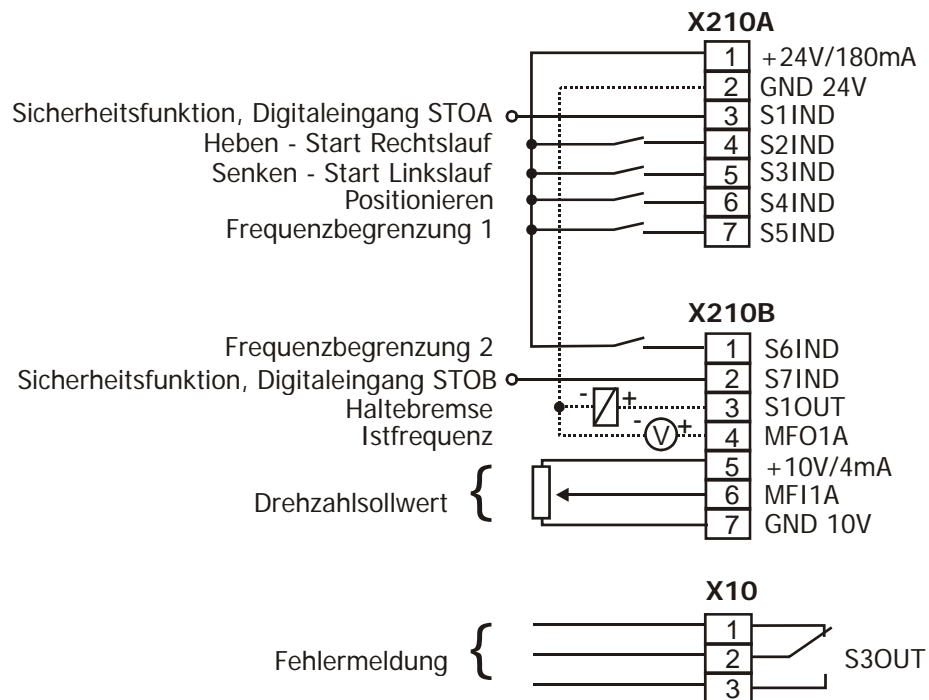 X210A
1 +24V/180mA
2 GND 24V
Sicherheitsfunktion, Digitaleingang STOA 3 S1IND
Heben - Start Rechtslauf 4 S2IND
Senken - Start Linkslauf 5 S3IND
Positionieren 6 S4IND
Frequenzbegrenzung 1 7 S5IND
X210B
Frequenzbegrenzung 2 1 S6IND
Sicherheitsfunktion, Digitaleingang STOB 2 S7IND
Haltebremse - + 3 S1OUT
Istfrequenz - V + 4 MFO1A
5 +10V/4mA
Drehzahlsollwert { 6 MFI1A
7 GND 10V
X10
1
Fehlermeldung { 2 S3OUT
3